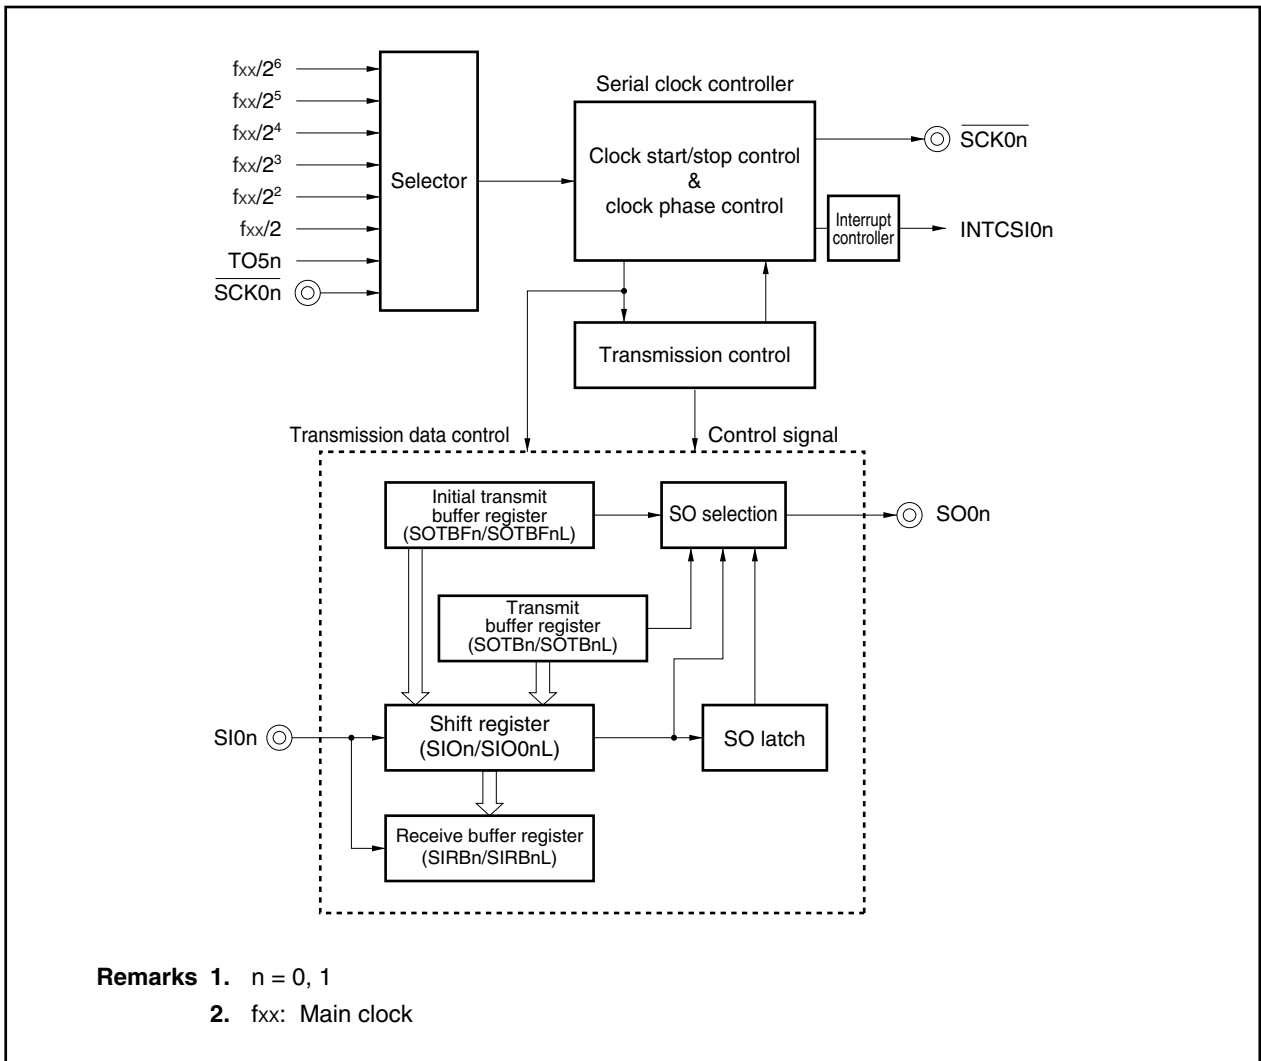 fxx/2⁶
fxx/2⁵
fxx/2⁴
fxx/2³
fxx/2²
fxx/2
TO5n
SCK0n
Selector
Serial clock controller
Clock start/stop control
&
clock phase control
SCK0n
Interrupt
controller
INTCSI0n
Transmission control
Transmission data control
Control signal
Initial transmit
buffer register
(SOTBFn/SOTBFnL)
SO selection
SO0n
Transmit
buffer register
(SOTBn/SOTBnL)
SI0n
Shift register
(SIOn/SIO0nL)
SO latch
Receive buffer register
(SIRBn/SIRBnL)
Remarks 1. n = 0, 1
2. fxx: Main clock